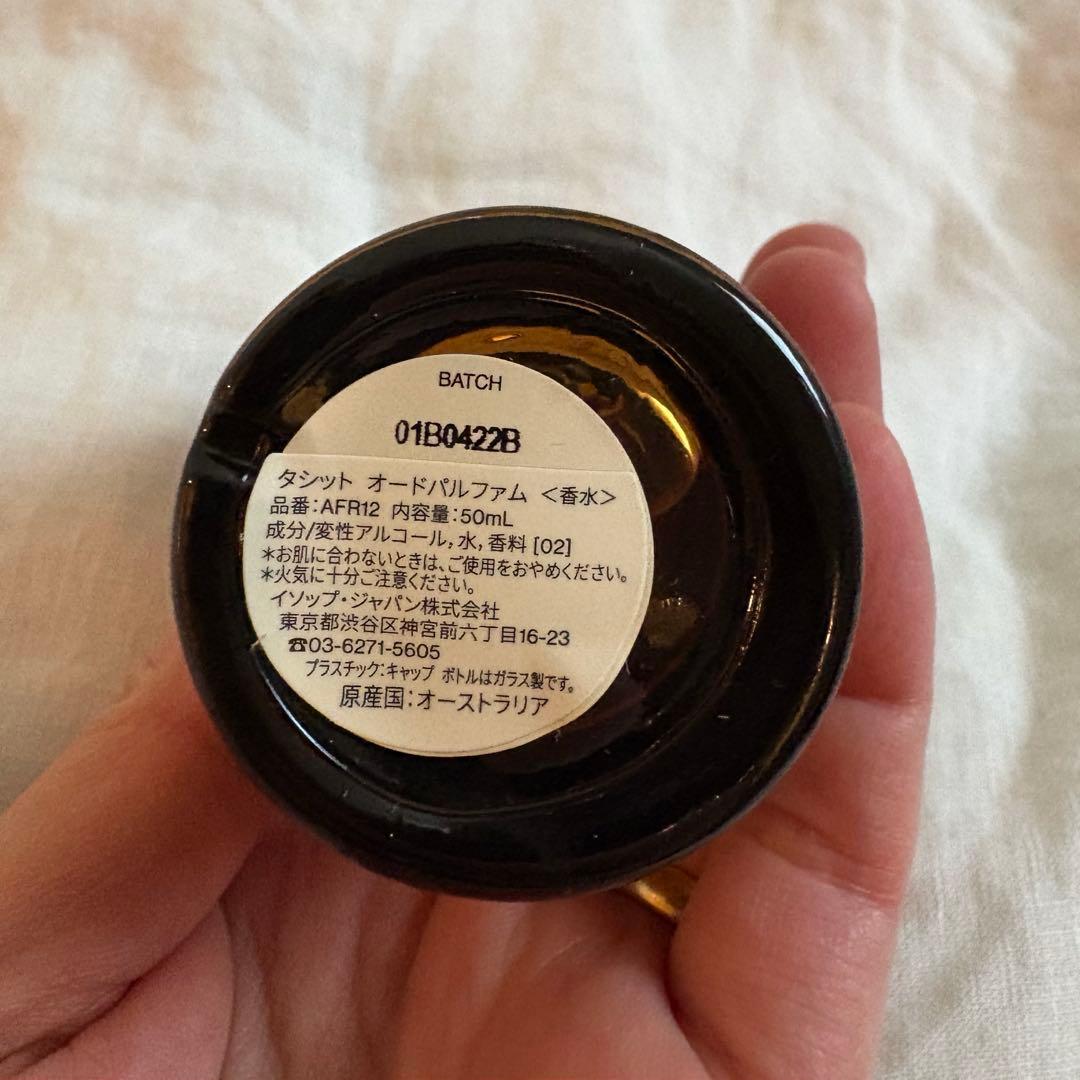 BATCH
01B0422B
タシット オードパルファム <香水>
品番:AFR12 内容量:50mL
成分/変性アルコール,水,香料 [02]
*お肌に合わないときは、ご使用をおやめください。
*火気に十分ご注意ください。
イソップ・ジャパン株式会社
東京都渋谷区神宮前六丁目16-23
☎03-6271-5605
プラスチック:キャップ ボトルはガラス製です。
原産国:オーストラリア